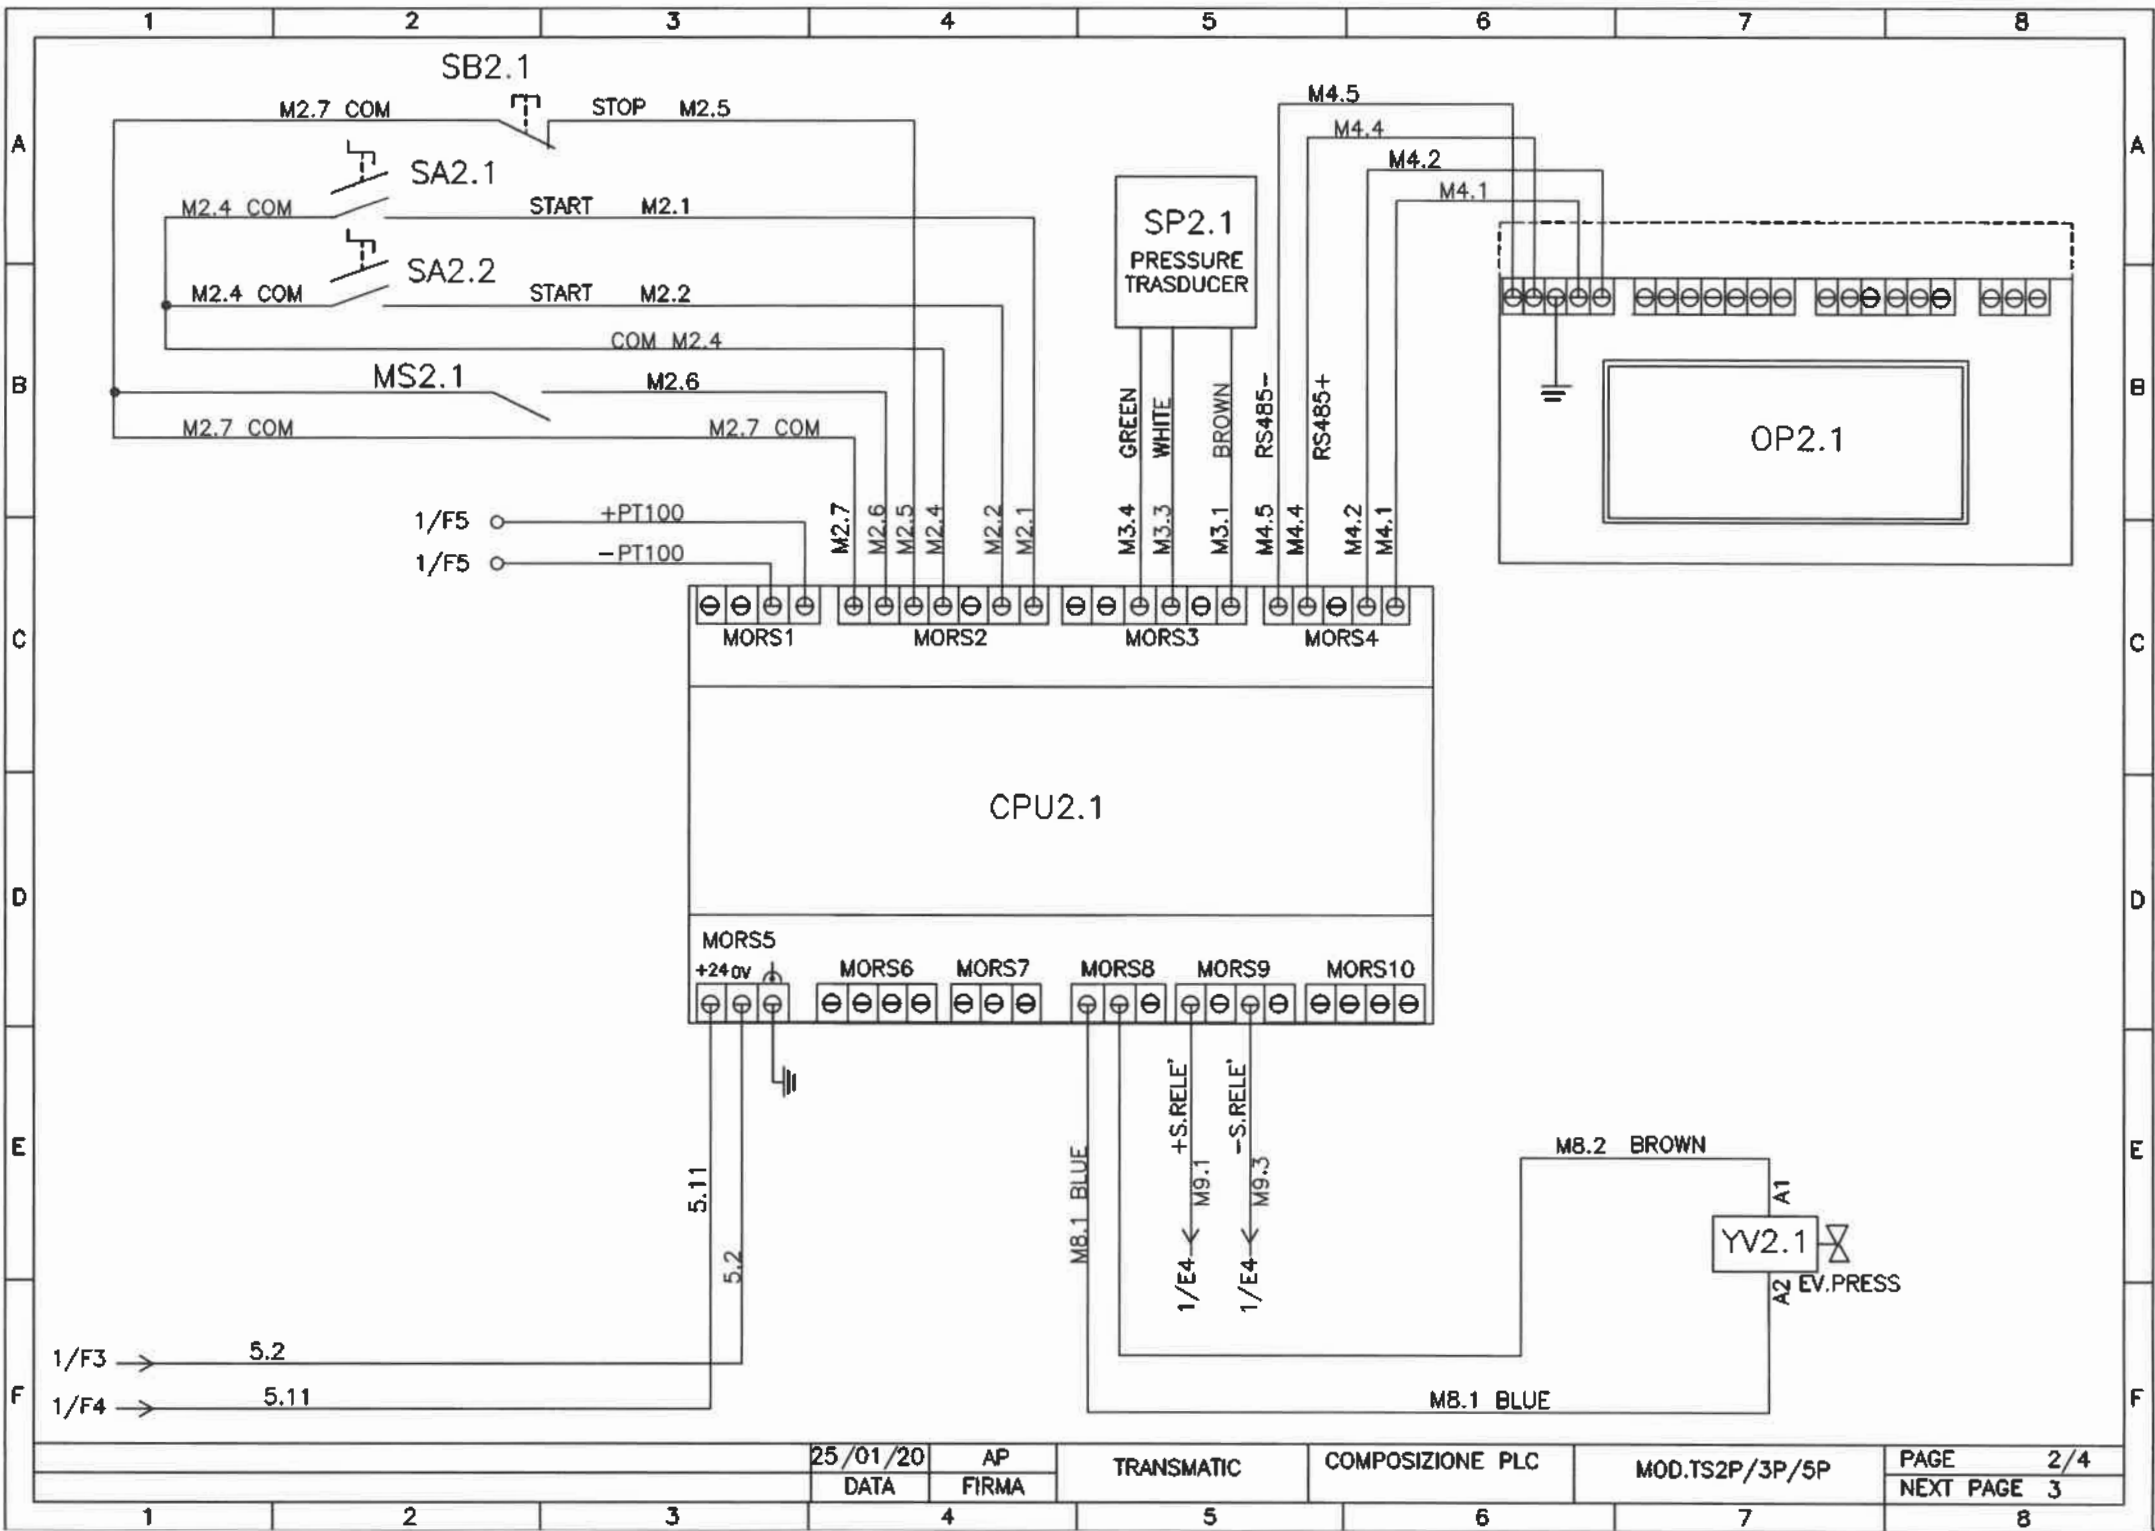 1 2 3 4 5 6 7 8
SB2.1
M2.7 COM STOP M2.5
M4.5
A A
M4.4
SA2.1
M4.2
M2.4 COM START M2.1
M4.1
SP2.1
PRESSURE
TRASDUCER
SA2.2
M2.4 COM START M2.2
COM M2.4
MS2.1 M2.6
B B
M2.7 COM M2.7 COM
GREEN
WHITE
BROWN
RS485-
RS485+
OP2.1
1/F5 +PT100
1/F5 -PT100
M2.7
M2.6
M2.5
M2.4
M2.2
M2.1
M3.4
M3.3
M3.1
M4.5
M4.4
M4.2
M4.1
MORS1 MORS2 MORS3 MORS4
C C
CPU2.1
D D
MORS5
+24 0V
MORS6 MORS7 MORS8 MORS9 MORS10
5.11
5.2
M8.1 BLUE
+S.RELE'
M9.1
1/E4
-S.RELE'
M9.3
1/E4
E E
M8.2 BROWN
A1
YV2.1
A2
EV.PRESS
1/F3 5.2
1/F4 5.11
F F
M8.1 BLUE
25/01/20 AP
DATA FIRMA
TRANSMATIC
COMPOSIZIONE PLC
MOD.TS2P/3P/5P
PAGE 2/4
NEXT PAGE 3
1 2 3 4 5 6 7 8